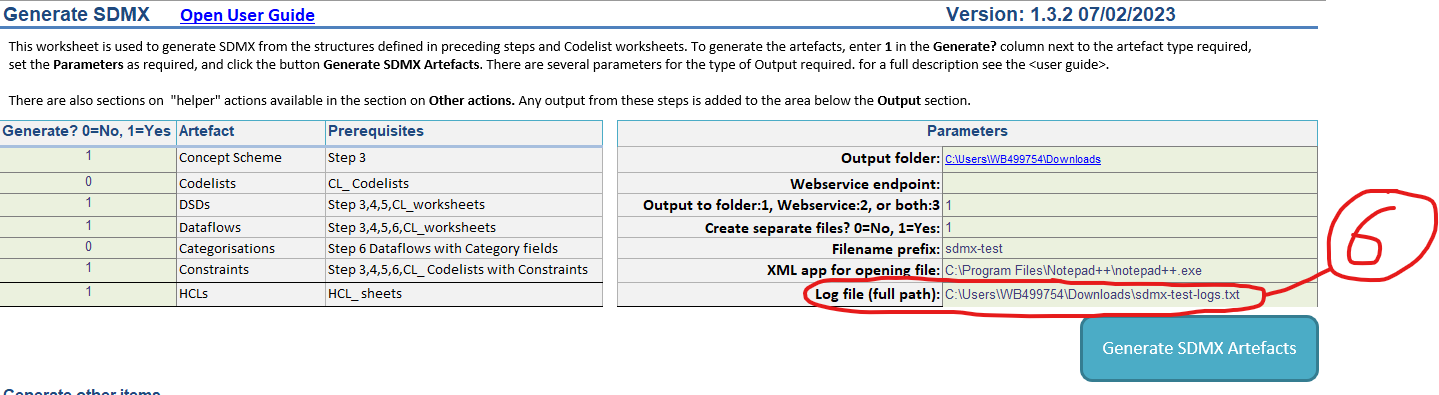 Generate SDMX Open User Guide Version: 1.3.2 07/02/2023
This worksheet is used to generate SDMX from the structures defined in preceding steps and Codelist worksheets. To generate the artefacts, enter 1 in the Generate? column next to the artefact type required,
set the Parameters as required, and click the button Generate SDMX Artefacts. There are several parameters for the type of Output required. for a full description see the <user guide>.
There are also sections on "helper" actions available in the section on Other actions. Any output from these steps is added to the area below the Output section.
Generate? 0=No, 1=Yes Artefact Prerequisites
1 Concept Scheme Step 3
0 Codelists CL_ Codelists
1 DSDs Step 3,4,5,CL_worksheets
1 Dataflows Step 3,4,5,6,CL_worksheets
0 Categorisations Step 6 Dataflows with Category fields
1 Constraints Step 3,4,5,6,CL_ Codelists with Constraints
1 HCLs HCL_ sheets
Parameters
Output folder: C:\Users\WB499754\Downloads
Webservice endpoint:
Output to folder:1, Webservice:2, or both:3 1
Create separate files? 0=No, 1=Yes: 1
Filename prefix: sdmx-test
XML app for opening file: C:\Program Files\Notepad++\notepad++.exe
Log file (full path): C:\Users\WB499754\Downloads\sdmx-test-logs.txt
6
Generate SDMX Artefacts
Generate other items